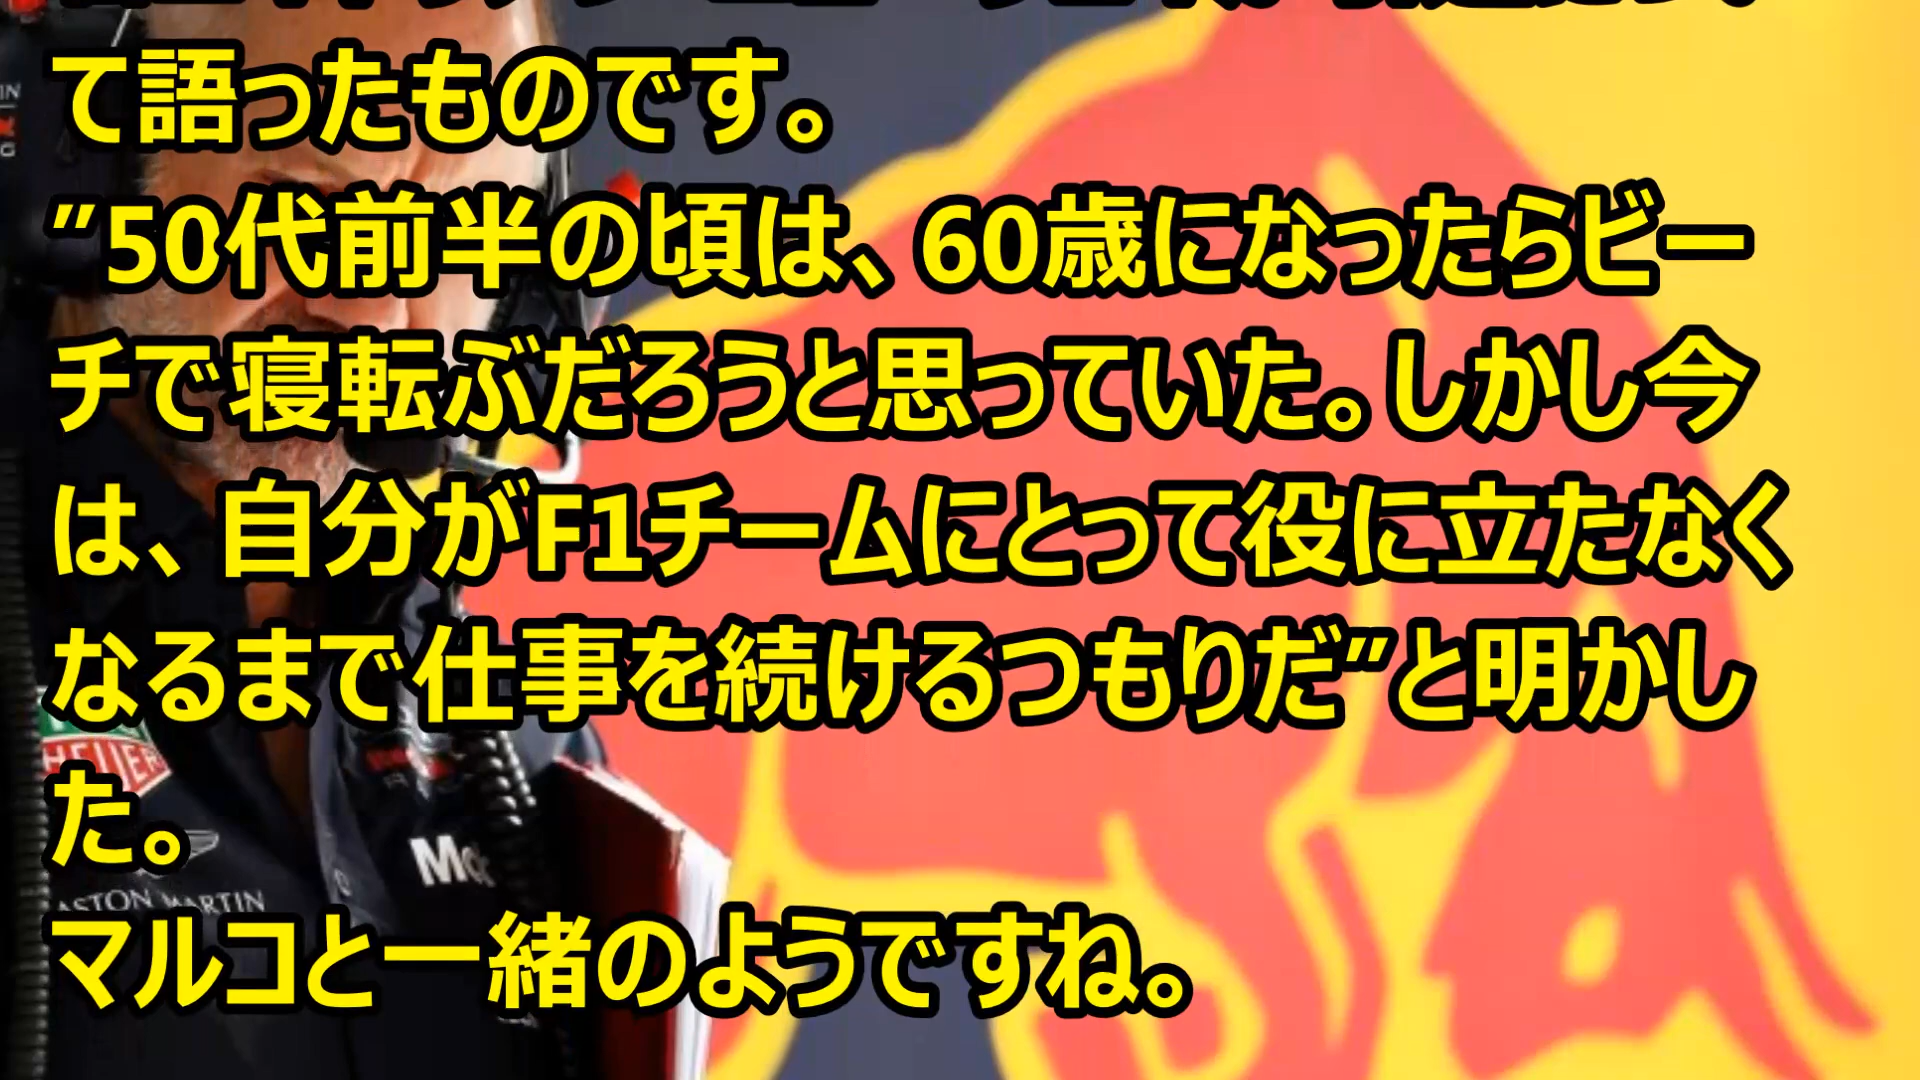 て語ったものです。
”50代前半の頃は、60歳になったらビー
チで寝転ぶだろうと思っていた。しかし今
は、自分がF1チームにとって役に立たなく
なるまで仕事を続けるつもりだ”と明かし
た。
マルコと一緒のようですね。
HEUER
ASTON MARTIN